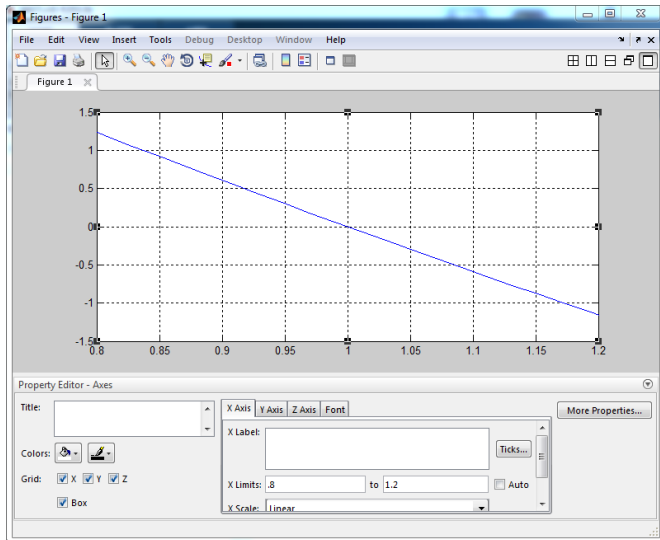 Figures - Figure 1
File Edit View Insert Tools Debug Desktop Window Help
Figure 1
1.5
1
0.5
0
-0.5
-1
-1.5
0.8 0.85 0.9 0.95 1 1.05 1.1 1.15 1.2
Property Editor - Axes
Title:
Colors:
Grid: X Y Z
Box
X Axis Y Axis Z Axis Font
X Label:
Ticks...
X Limits: .8 to 1.2 Auto
X Scale: Linear
More Properties...